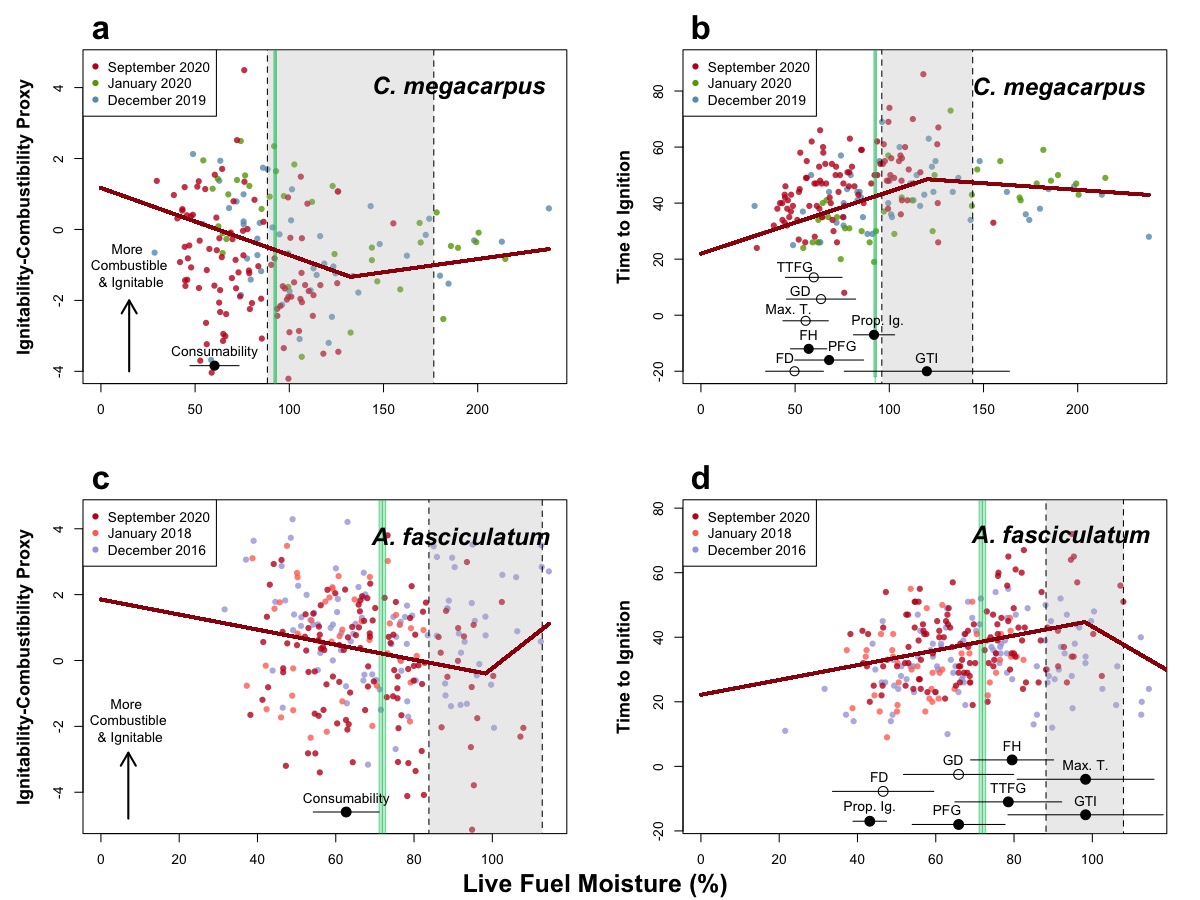 a
September 2020
January 2020
December 2019
C. megacarpus
Ignitability-Combustibility Proxy
4
2
0
-2
-4
More
Combustible
& Ignitable
Consumability
0 50 100 150 200
b
September 2020
January 2020
December 2019
C. megacarpus
Time to Ignition
80
60
40
20
0
-20
TTFG
GD
Max. T.
Prop. Ig.
FH
PFG
FD
GTI
0 50 100 150 200
c
September 2020
January 2018
December 2016
A. fasciculatum
Ignitability-Combustibility Proxy
4
2
0
-2
-4
More
Combustible
& Ignitable
Consumability
0 20 40 60 80 100
d
September 2020
January 2018
December 2016
A. fasciculatum
Time to Ignition
80
60
40
20
0
-20
FH
GD
Max. T.
FD
TTFG
Prop. Ig.
PFG
GTI
0 20 40 60 80 100
Live Fuel Moisture (%)